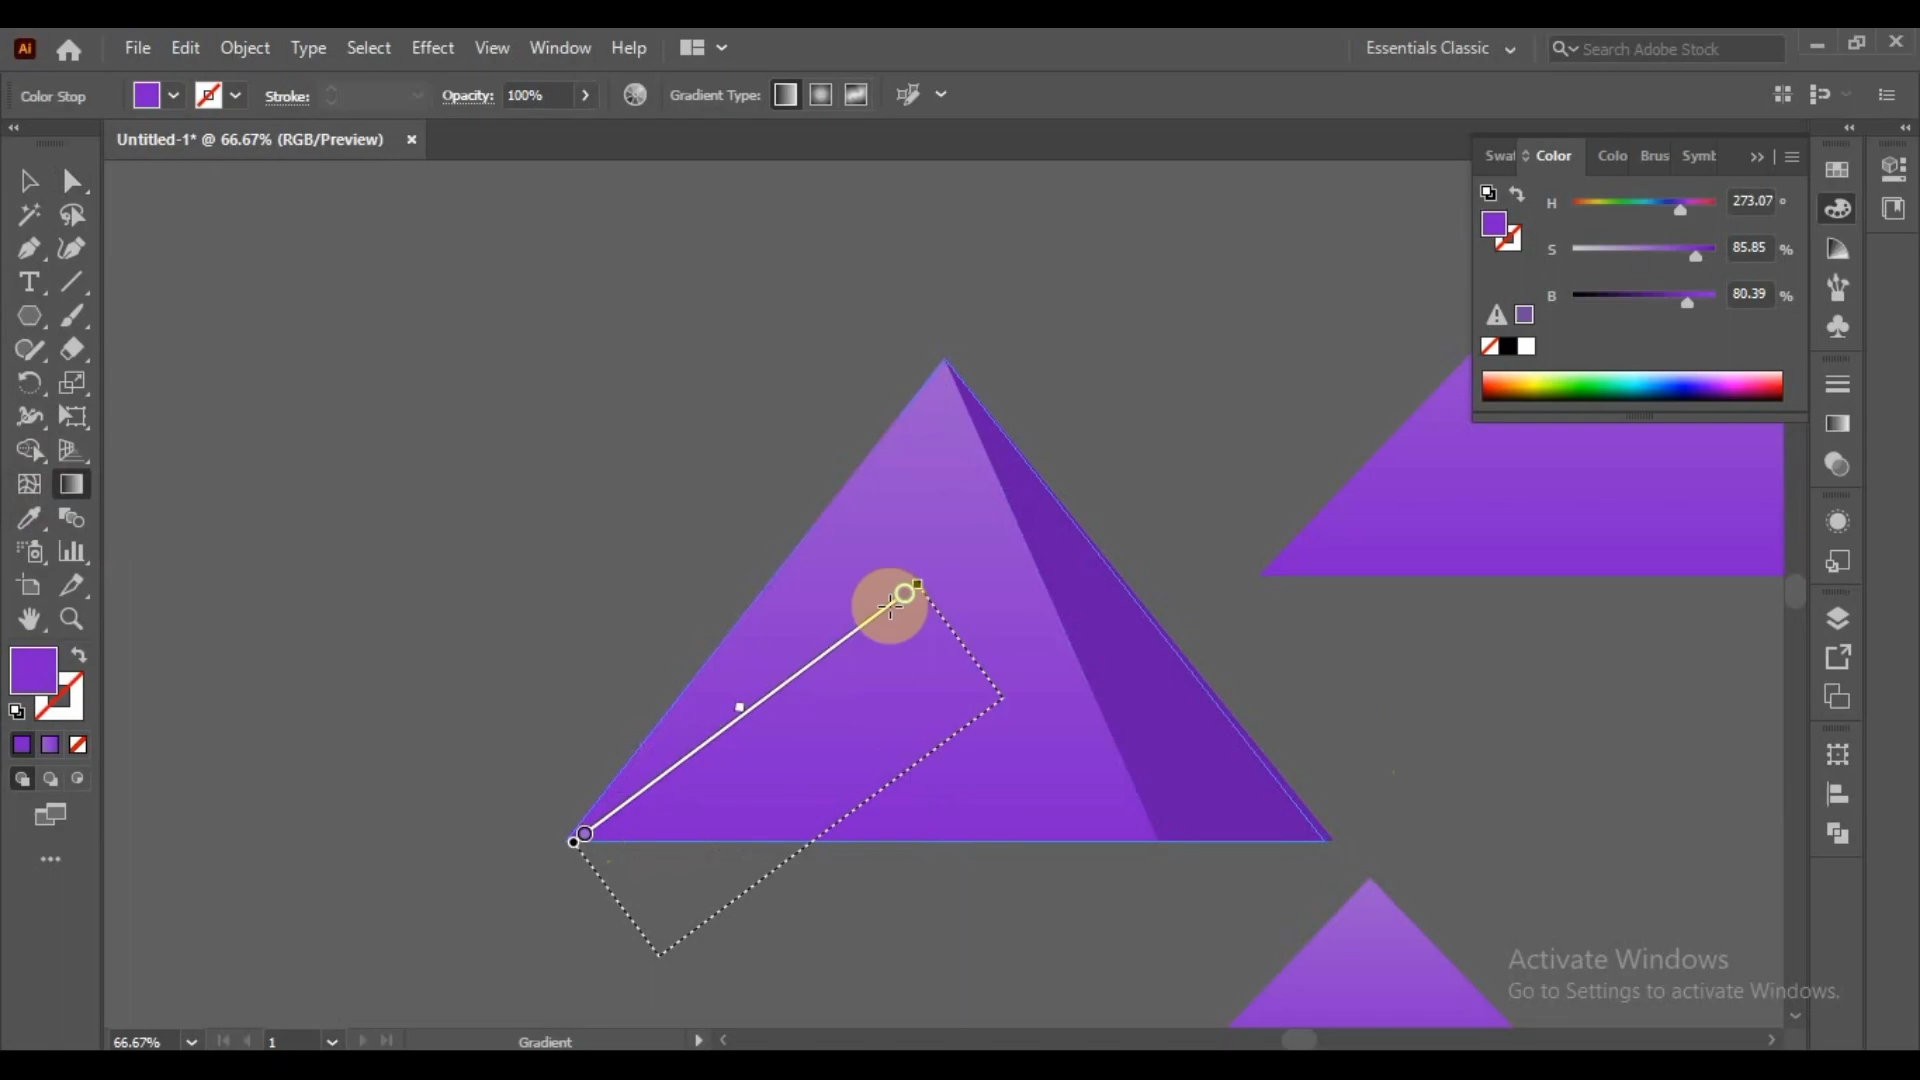 Ai File Edit Object Type Select Effect View Window Help Essentials Classic Search Adobe Stock
Color Stop Stroke: Opacity: 100% Gradient Type:
Untitled-1* @ 66.67% (RGB/Preview)
Swat Color Colo Brus Symt
H 273.07 °
S 85.85 %
B 80.39 %
Activate Windows
Go to Settings to activate Windows.
66.67% 1 Gradient